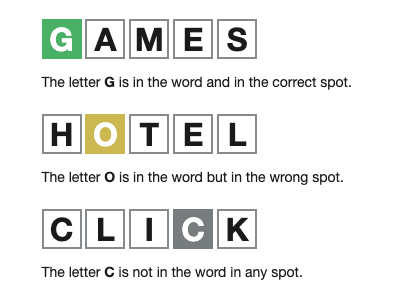 GAMES
The letter G is in the word and in the correct spot.
HOTEL
The letter O is in the word but in the wrong spot.
CLICK
The letter C is not in the word in any spot.